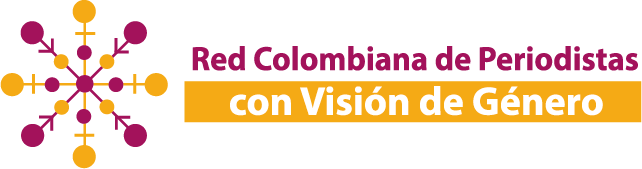 Red Colombiana de Periodistas
con Visión de Género